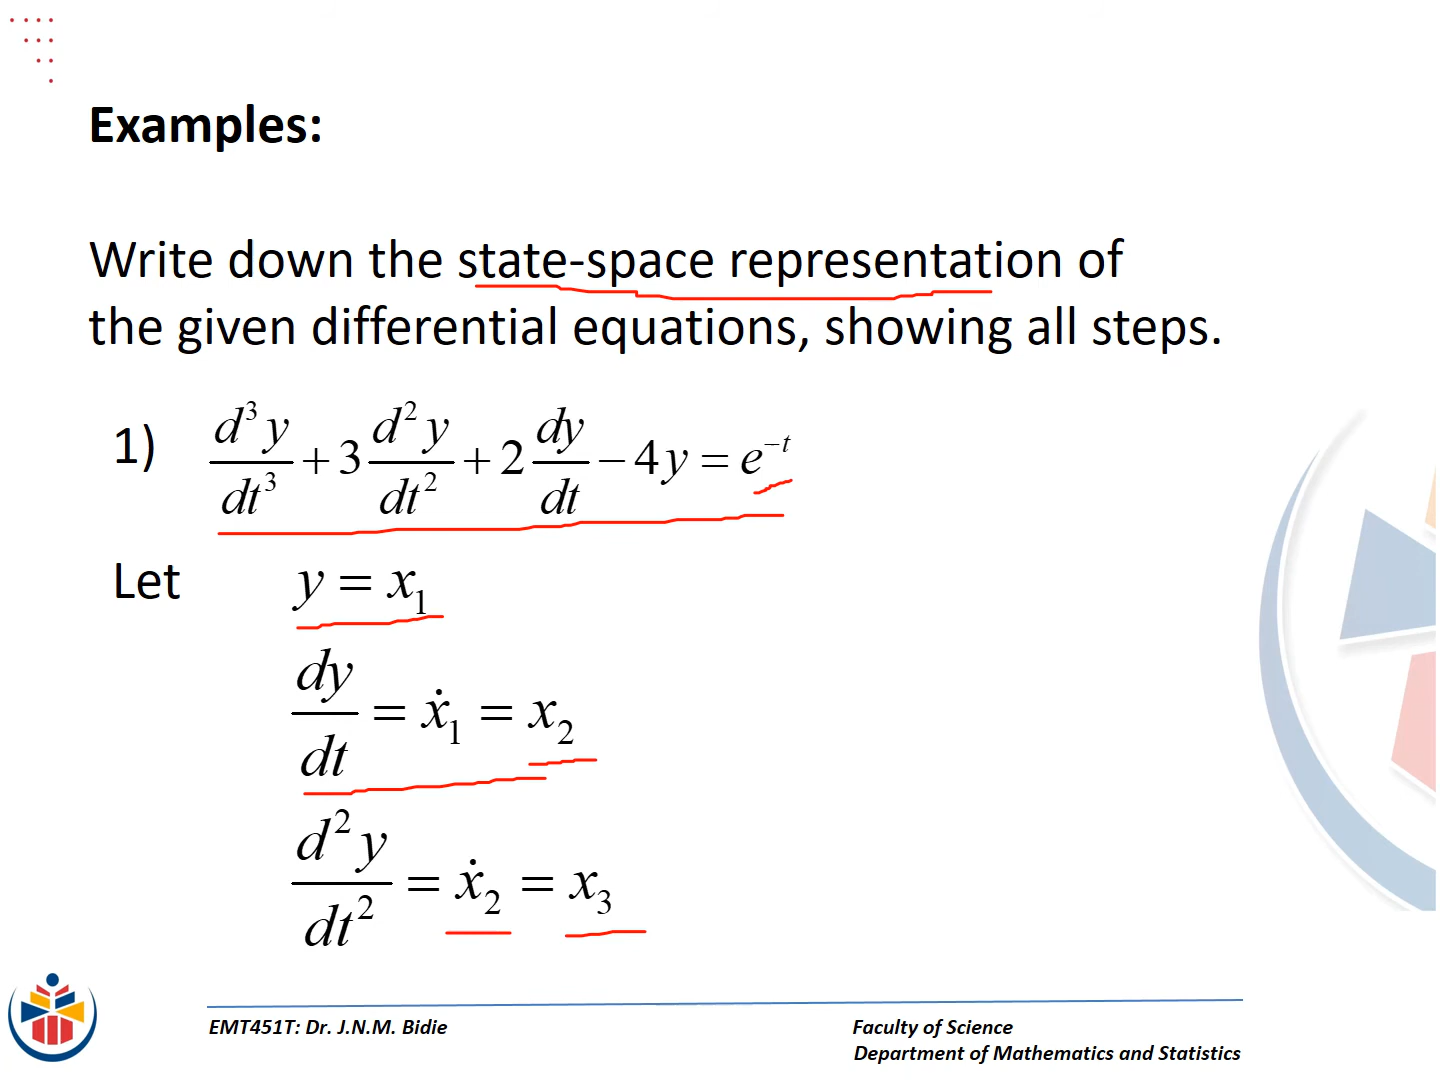 Examples:
Write down the state-space representation of
the given differential equations, showing all steps.
1) d³y/dt³ + 3 d²y/dt² + 2 dy/dt − 4y = e⁻ᵗ
Let y = x₁
dy/dt = ẋ₁ = x₂
d²y/dt² = ẋ₂ = x₃
EMT451T: Dr. J.N.M. Bidie
Faculty of Science
Department of Mathematics and Statistics